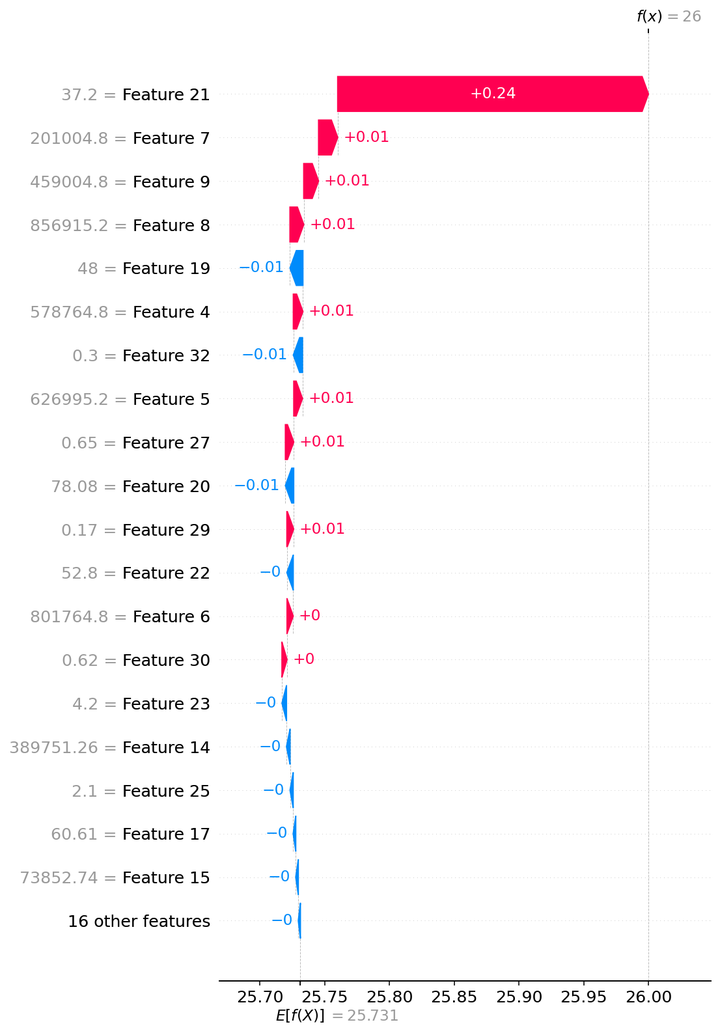 f(x) = 26
37.2 = Feature 21 +0.24
201004.8 = Feature 7 +0.01
459004.8 = Feature 9 +0.01
856915.2 = Feature 8 +0.01
48 = Feature 19 −0.01
578764.8 = Feature 4 +0.01
0.3 = Feature 32 −0.01
626995.2 = Feature 5 +0.01
0.65 = Feature 27 +0.01
78.08 = Feature 20 −0.01
0.17 = Feature 29 +0.01
52.8 = Feature 22 −0
801764.8 = Feature 6 +0
0.62 = Feature 30 +0
4.2 = Feature 23 −0
389751.26 = Feature 14 −0
2.1 = Feature 25 −0
60.61 = Feature 17 −0
73852.74 = Feature 15 −0
16 other features −0
25.70 25.75 25.80 25.85 25.90 25.95 26.00
E[f(X)] = 25.731